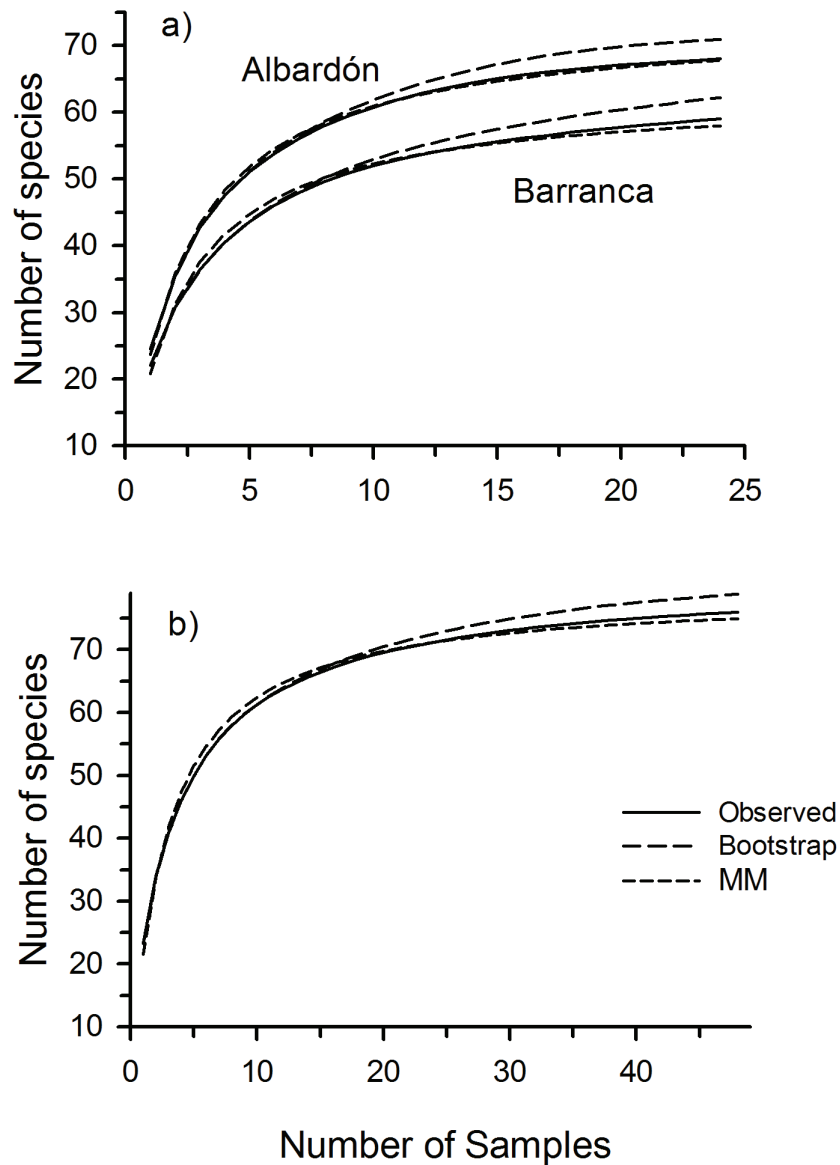 a)
Albardón
Barranca
Number of species
70
60
50
40
30
20
10
0 5 10 15 20 25
b)
Number of species
70
60
50
40
30
20
10
Observed
Bootstrap
MM
0 10 20 30 40
Number of Samples